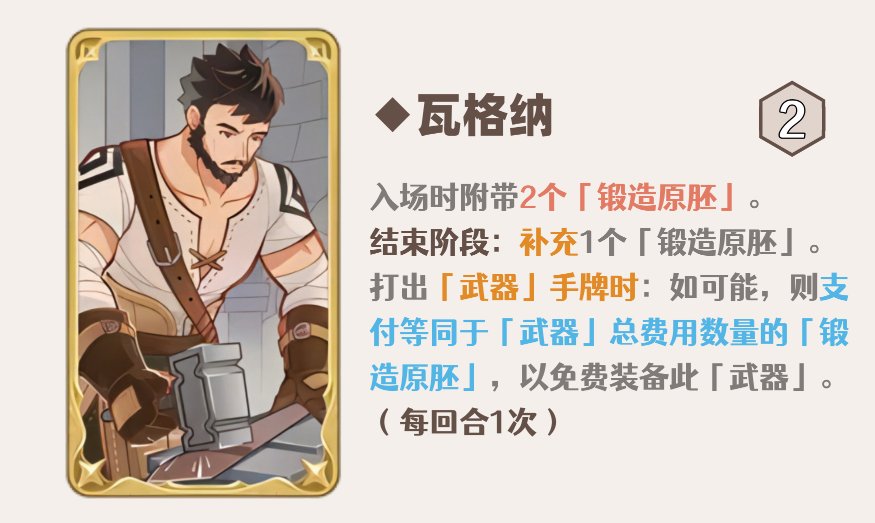 ◆瓦格纳
2
入场时附带2个「锻造原胚」。
结束阶段：补充1个「锻造原胚」。
打出「武器」手牌时：如可能，则支
付等同于「武器」总费用数量的「锻
造原胚」，以免费装备此「武器」。
（每回合1次）